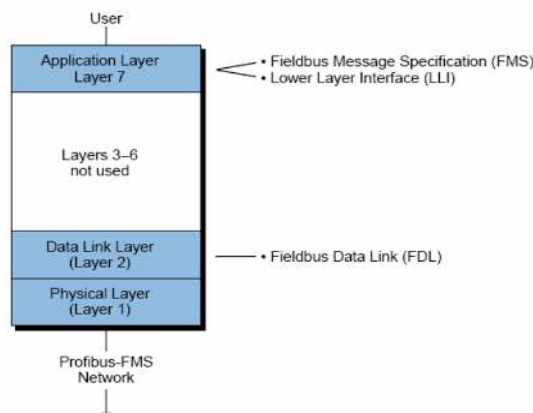 User
Application Layer
Layer 7
• Fieldbus Message Specification (FMS)
• Lower Layer Interface (LLI)
Layers 3–6
not used
Data Link Layer
(Layer 2)
• Fieldbus Data Link (FDL)
Physical Layer
(Layer 1)
Profibus-FMS
Network